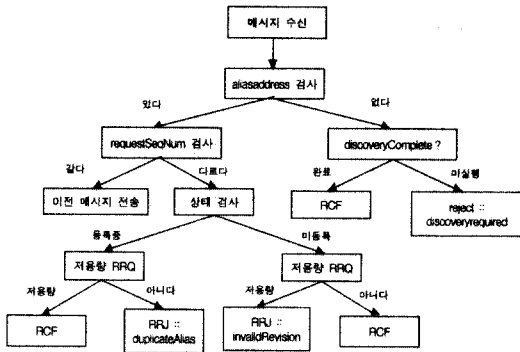 메시지 수신
aliasaddress 검사
있다
없다
requestSeqNum 검사
discoveryComplete ?
같다
다르다
완료
미실행
이전 메시지 전송
상태 검사
RCF
reject ::
discoveryrequired
등록중
미등록
저용량 RRQ
저용량 RRQ
저용량
아니다
저용량
아니다
RCF
RRJ ::
duplicateAlias
RRJ ::
invalidRevision
RCF